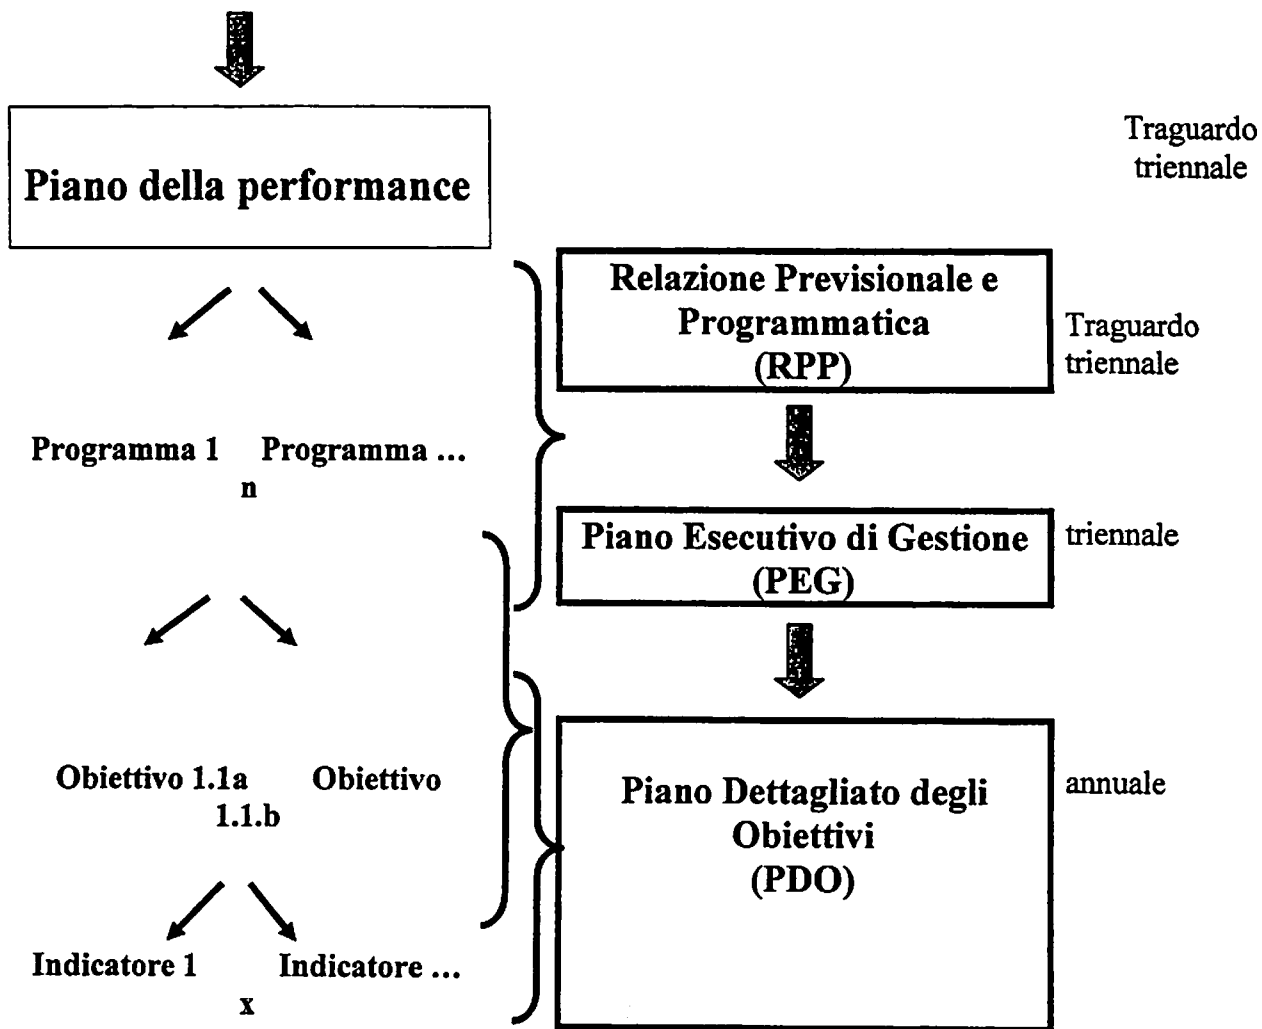 Piano della performance
Traguardo
triennale
Relazione Previsionale e
Programmatica
(RPP)
Traguardo
triennale
Programma 1 Programma ...
n
Piano Esecutivo di Gestione
(PEG)
triennale
Obiettivo 1.1a Obiettivo
1.1.b
Piano Dettagliato degli
Obiettivi
(PDO)
annuale
Indicatore 1 Indicatore ...
x